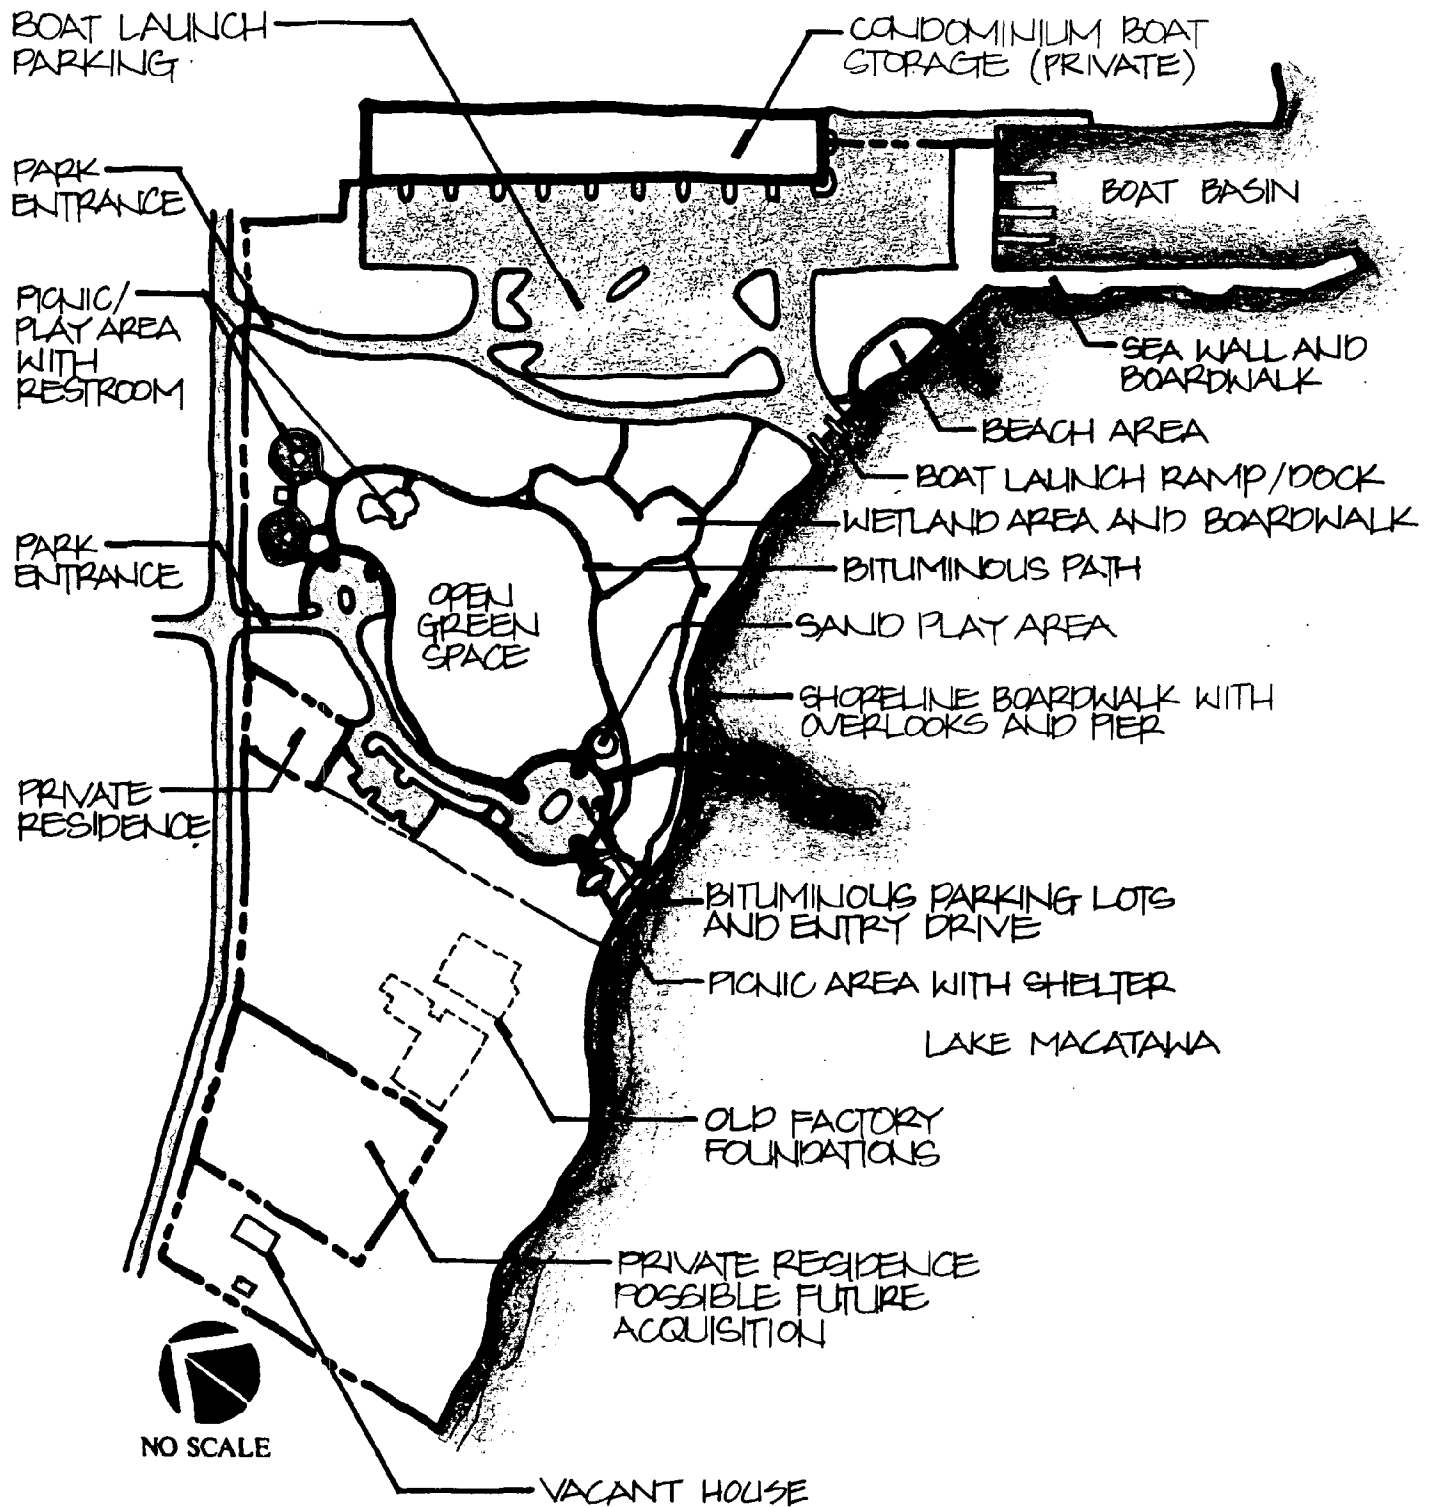 BOAT LAUNCH
PARKING
CONDOMINIUM BOAT
STORAGE (PRIVATE)
PARK
ENTRANCE
BOAT BASIN
PICNIC/
PLAY AREA
WITH
RESTROOM
SEA WALL AND
BOARDWALK
BEACH AREA
BOAT LAUNCH RAMP/DOCK
WETLAND AREA AND BOARDWALK
PARK
ENTRANCE
BITUMINOUS PATH
OPEN
GREEN
SPACE
SAND PLAY AREA
SHORELINE BOARDWALK WITH
OVERLOOKS AND PIER
PRIVATE
RESIDENCE
BITUMINOUS PARKING LOTS
AND ENTRY DRIVE
PICNIC AREA WITH SHELTER
LAKE MACATAWA
OLD FACTORY
FOUNDATIONS
PRIVATE RESIDENCE
POSSIBLE FUTURE
ACQUISITION
NO SCALE
VACANT HOUSE